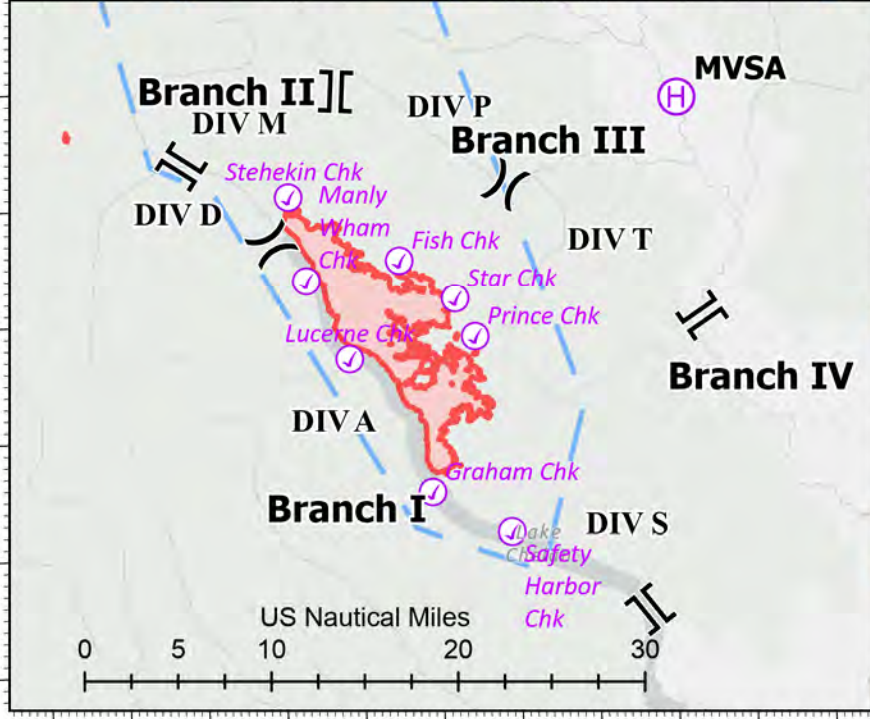 MVSA
Branch II
DIV M
DIV P
Branch III
Stehekin Chk
Manly
Wham
Chk
DIV D
Fish Chk
DIV T
Star Chk
Prince Chk
Lucerne Chk
Branch IV
DIV A
Graham Chk
Branch I
DIV S
Lake
Safety
Harbor
Chk
US Nautical Miles
0 5 10 20 30
H